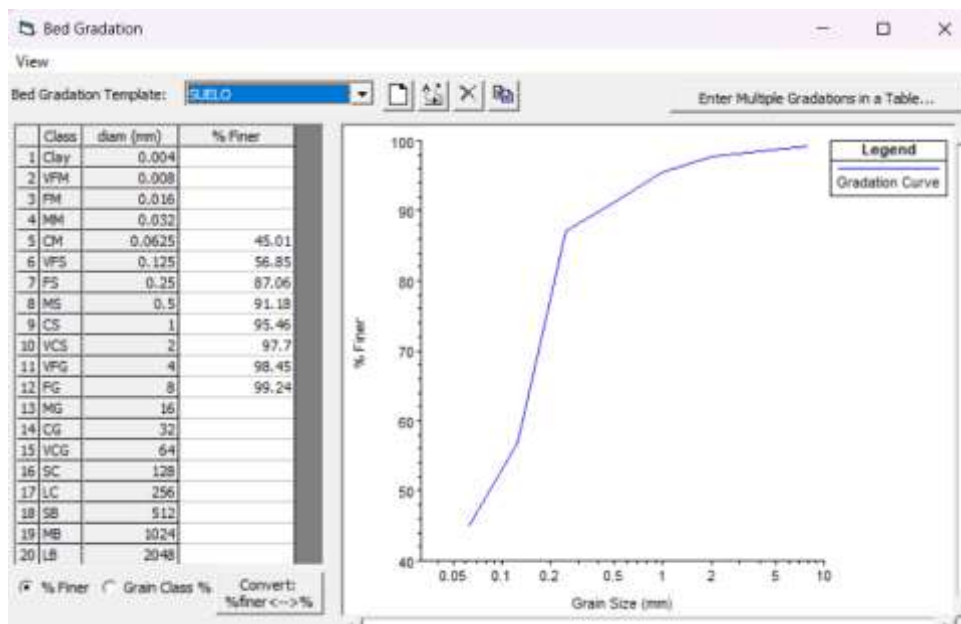 Bed Gradation
View
Bed Gradation Template: SUELO
Enter Multiple Gradations in a Table...
Class diam (mm) % Finer
1 Clay 0.004
2 VFM 0.008
3 FM 0.016
4 MM 0.032
5 CM 0.0625 45.01
6 VFS 0.125 56.85
7 FS 0.25 87.06
8 MS 0.5 91.18
9 CS 1 95.46
10 VCS 2 97.7
11 VFG 4 98.45
12 FG 8 99.24
13 MG 16
14 CG 32
15 VCG 64
16 SC 128
17 LC 256
18 SB 512
19 MB 1024
20 LB 2048
% Finer Grain Class % Convert:
%finer<-->%
Legend
Gradation Curve
100
90
80
70
60
50
40
% Finer
0.05 0.1 0.2 0.5 1 2 5 10
Grain Size (mm)